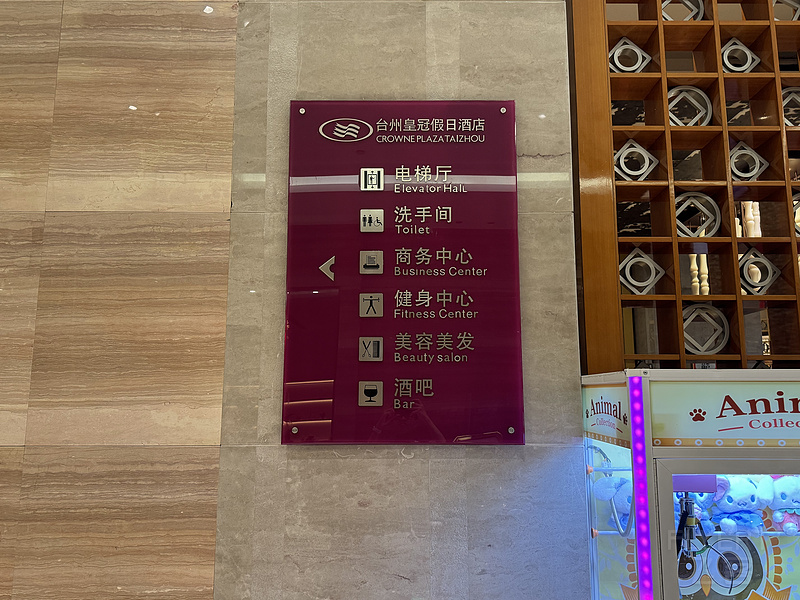 台州皇冠假日酒店
CROWNE PLAZA TAIZHOU
电梯厅
Elevator Hall
洗手间
Toilet
商务中心
Business Center
健身中心
Fitness Center
美容美发
Beauty salon
酒吧
Bar
Animal
Collection
Anim
Collec